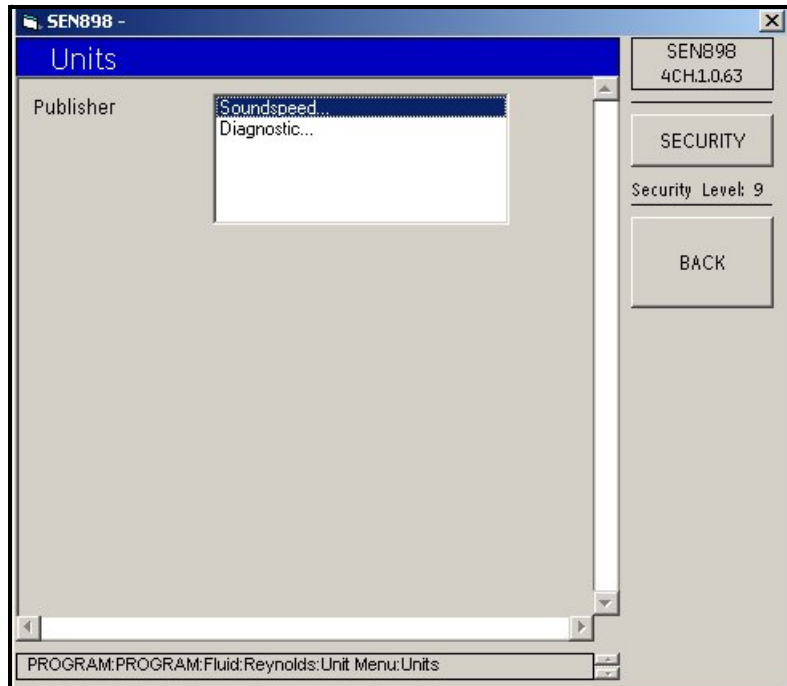 SEN898 -
Units
SEN898
4CH.1.0.63
Publisher
Soundspeed...
Diagnostic...
SECURITY
Security Level: 9
BACK
PROGRAM:PROGRAM:Fluid:Reynolds:Unit Menu:Units